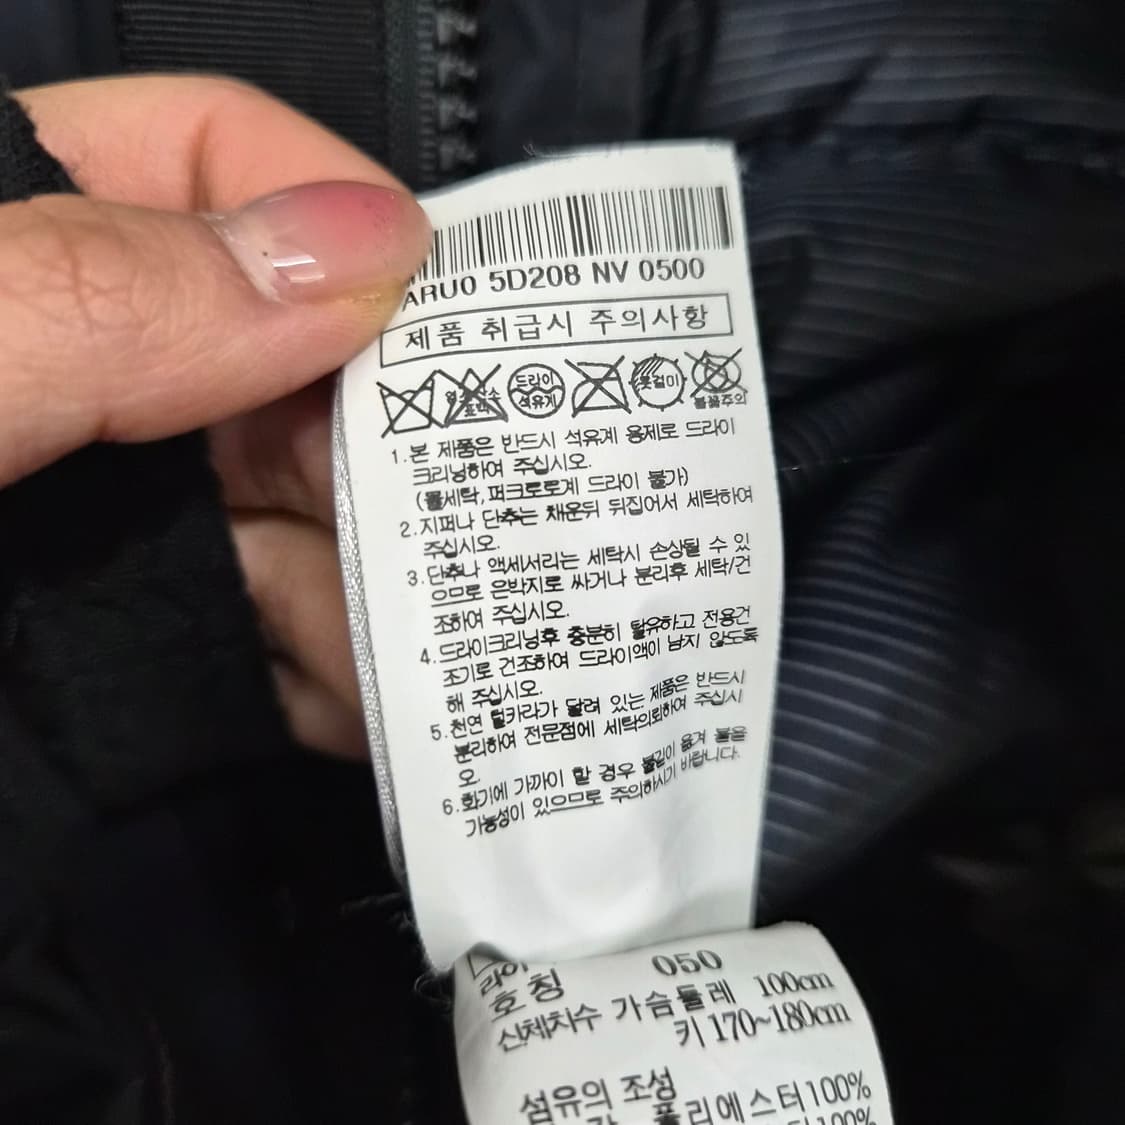 ARU0 5D208 NV 0500
제품 취급시 주의사항
염소 표백
드라이
석유계
옷걸이
불꽃주의
1.본 제품은 반드시 석유계 용제로 드라이
크리닝하여 주십시오.
(물세탁,퍼크로로계 드라이 불가)
2.지퍼나 단추는 채운뒤 뒤집어서 세탁하여
주십시오.
3.단추나 액세서리는 세탁시 손상될 수 있
으므로 은박지로 싸거나 분리후 세탁/건
조하여 주십시오.
4.드라이크리닝후 충분히 탈유하고 전용건
조기로 건조하여 드라이액이 남지 않도록
해 주십시오.
5.천연 털카라가 달려 있는 제품은 반드시
분리하여 전문점에 세탁의뢰하여 주십시
오.
6.화기에 가까이 할 경우 불길이 옮겨 붙을
가능성이 있으므로 주의하시기 바랍니다.
호칭 050
신체치수 가슴둘레 100cm
키 170~180cm
섬유의 조성
폴리에스터100%
100%